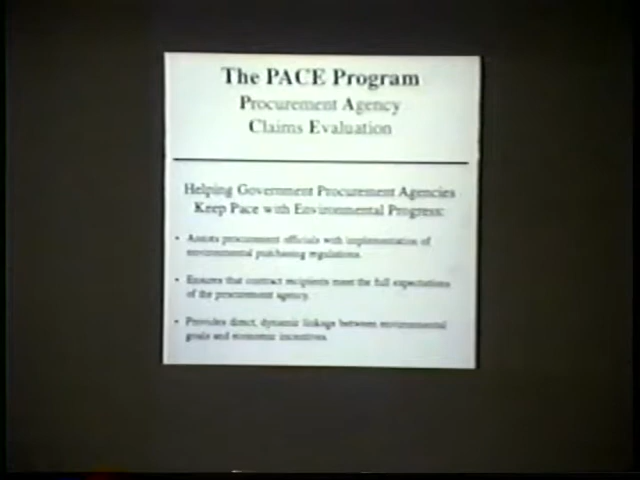 The PACE Program
Procurement Agency
Claims Evaluation
Helping Government Procurement Agencies
Keep Pace with Environmental Progress:
• Assists procurement officials with implementation of
environmental purchasing regulations.
• Ensures that contract recipients meet the full expectations
of the procurement agency.
• Provides direct, dynamic linkage between environmental
goals and economic incentives.